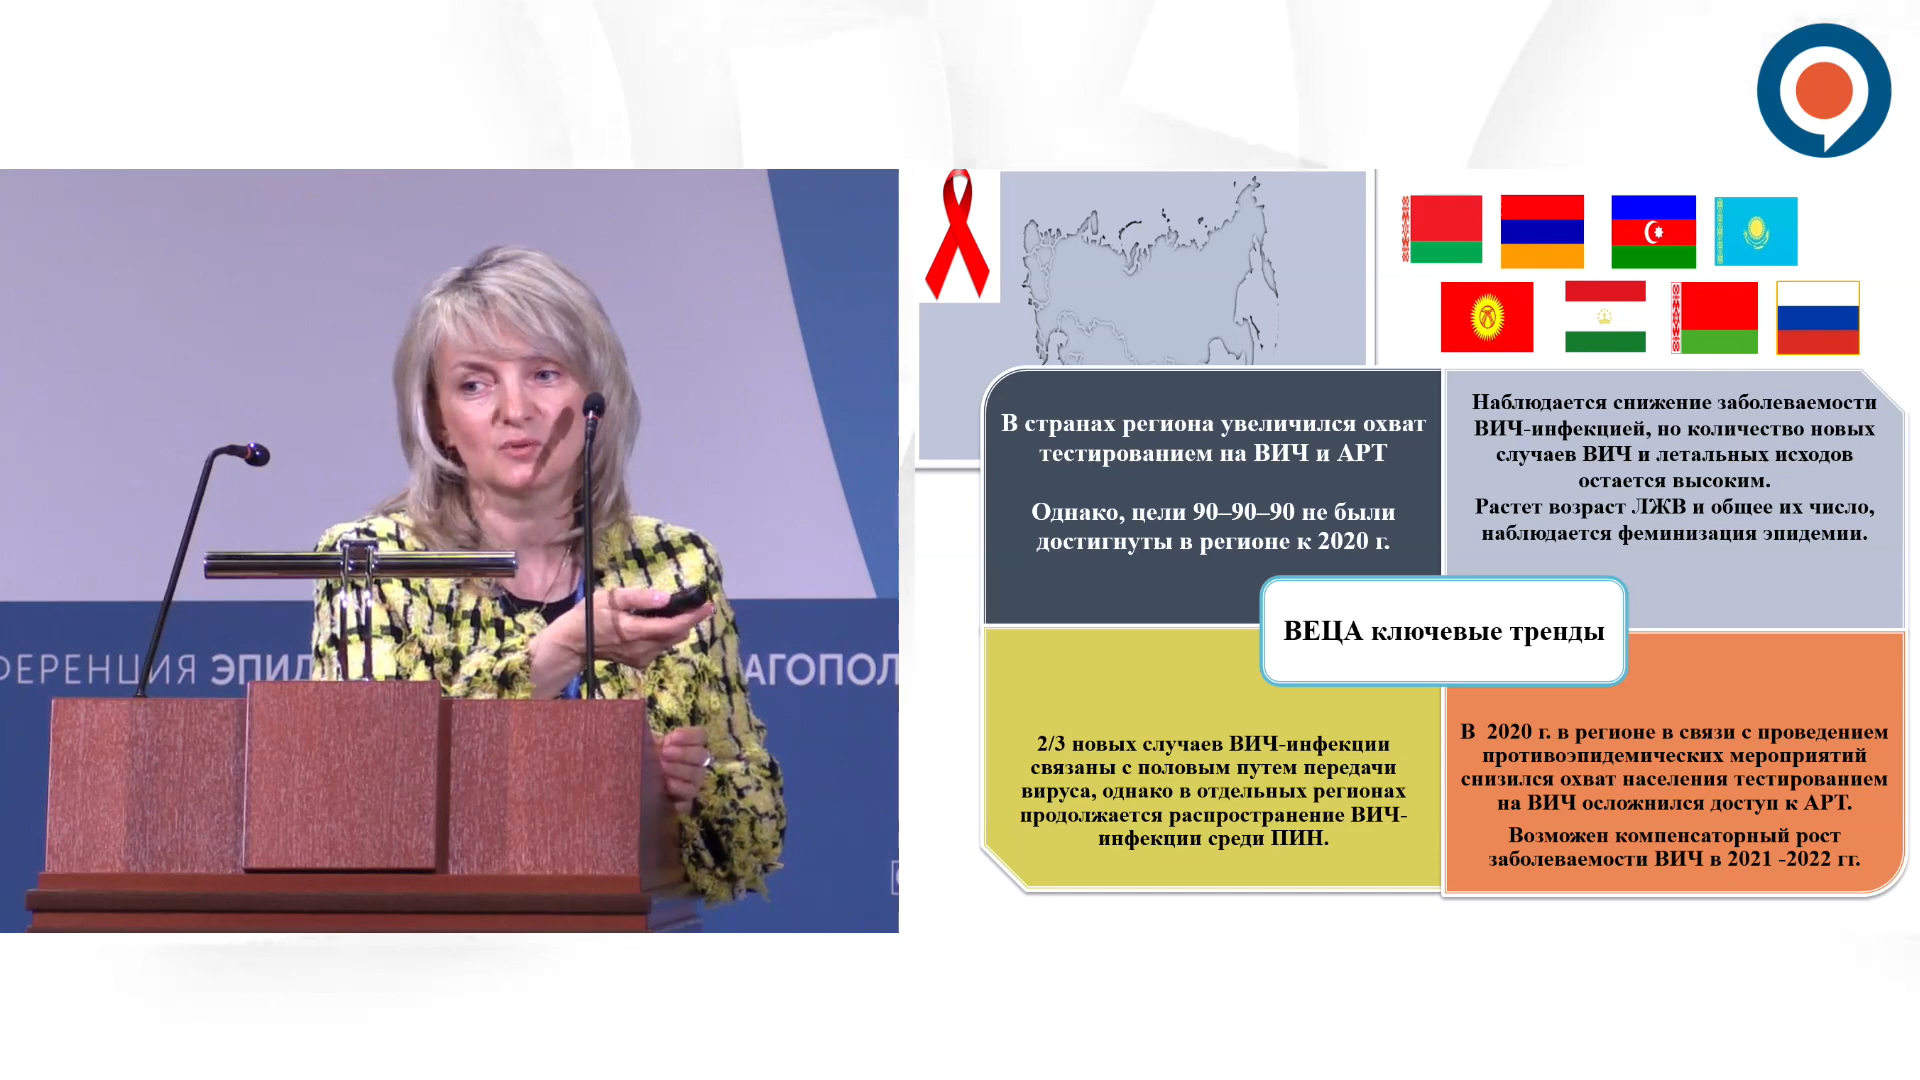 ФЕРЕНЦИЯ ЭПИД
АГОПОЛ
В странах региона увеличился охват
тестированием на ВИЧ и АРТ
Однако, цели 90–90–90 не были
достигнуты в регионе к 2020 г.
Наблюдается снижение заболеваемости
ВИЧ-инфекцией, но количество новых
случаев ВИЧ и летальных исходов
остается высоким.
Растет возраст ЛЖВ и общее их число,
наблюдается феминизация эпидемии.
ВЕЦА ключевые тренды
2/3 новых случаев ВИЧ-инфекции
связаны с половым путем передачи
вируса, однако в отдельных регионах
продолжается распространение ВИЧ-
инфекции среди ПИН.
В 2020 г. в регионе в связи с проведением
противоэпидемических мероприятий
снизился охват населения тестированием
на ВИЧ осложнился доступ к АРТ.
Возможен компенсаторный рост
заболеваемости ВИЧ в 2021 -2022 гг.